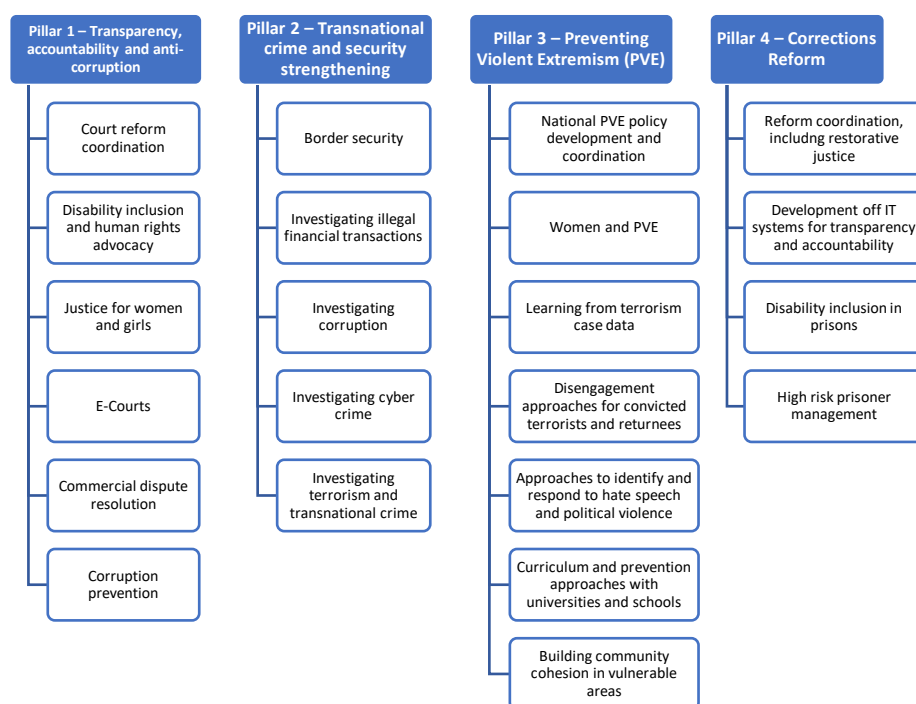 Pillar 1 – Transparency,
accountability and anti-
corruption
Court reform
coordination
Disability inclusion
and human rights
advocacy
Justice for women
and girls
E-Courts
Commercial dispute
resolution
Corruption
prevention
Pillar 2 – Transnational
crime and security
strengthening
Border security
Investigating illegal
financial transactions
Investigating
corruption
Investigating cyber
crime
Investigating
terrorism and
transnational crime
Pillar 3 – Preventing
Violent Extremism (PVE)
National PVE policy
development and
coordination
Women and PVE
Learning from terrorism
case data
Disengagement
approaches for convicted
terrorists and returnees
Approaches to identify and
respond to hate speech
and political violence
Curriculum and prevention
approaches with
universities and schools
Building community
cohesion in vulnerable
areas
Pillar 4 – Corrections
Reform
Reform coordination,
includng restorative
justice
Development off IT
systems for transparency
and accountability
Disability inclusion in
prisons
High risk prisoner
management